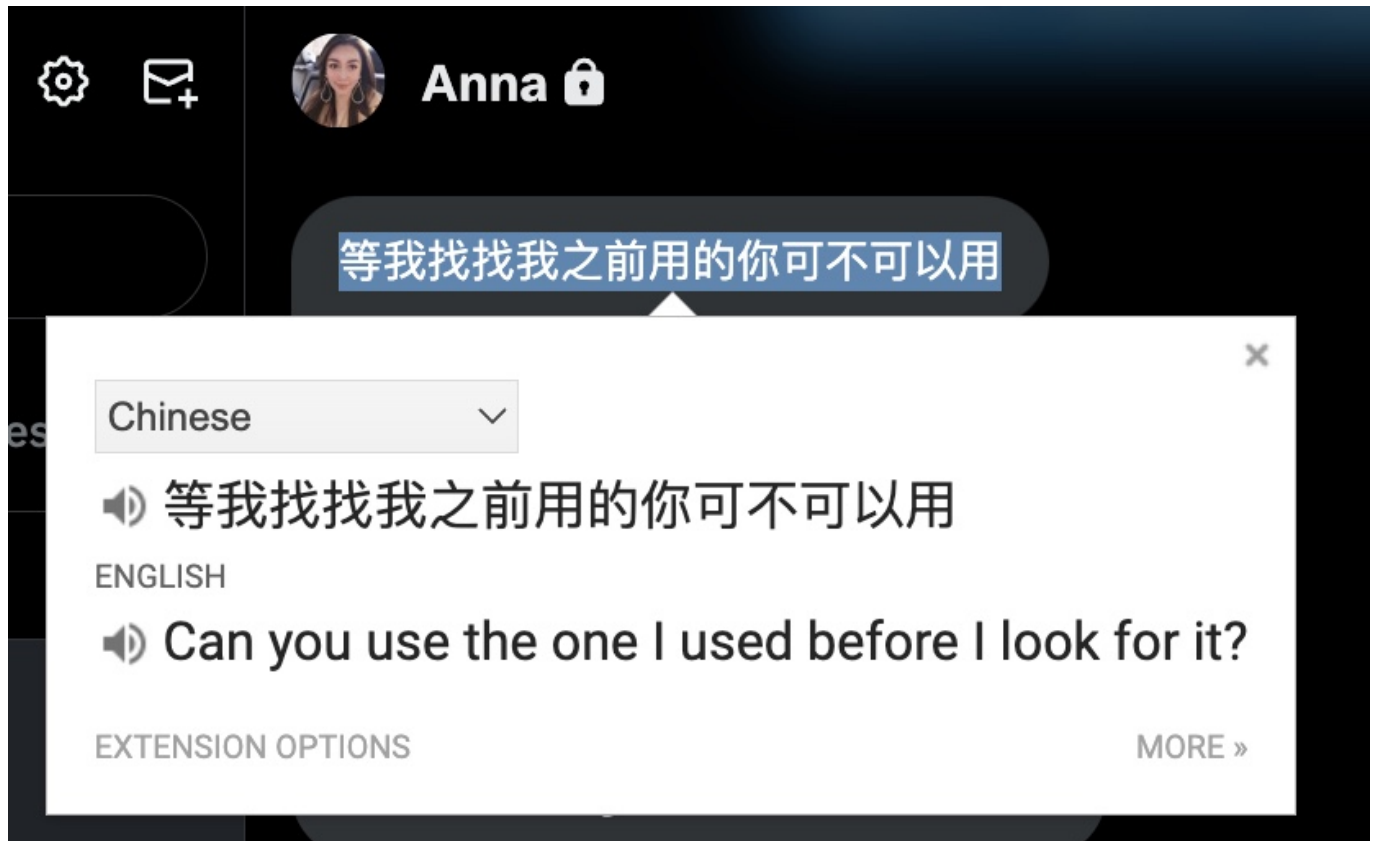 Anna
等我找找我之前用的你可不可以用
es
Chinese
等我找找我之前用的你可不可以用
ENGLISH
Can you use the one I used before I look for it?
EXTENSION OPTIONS
MORE »